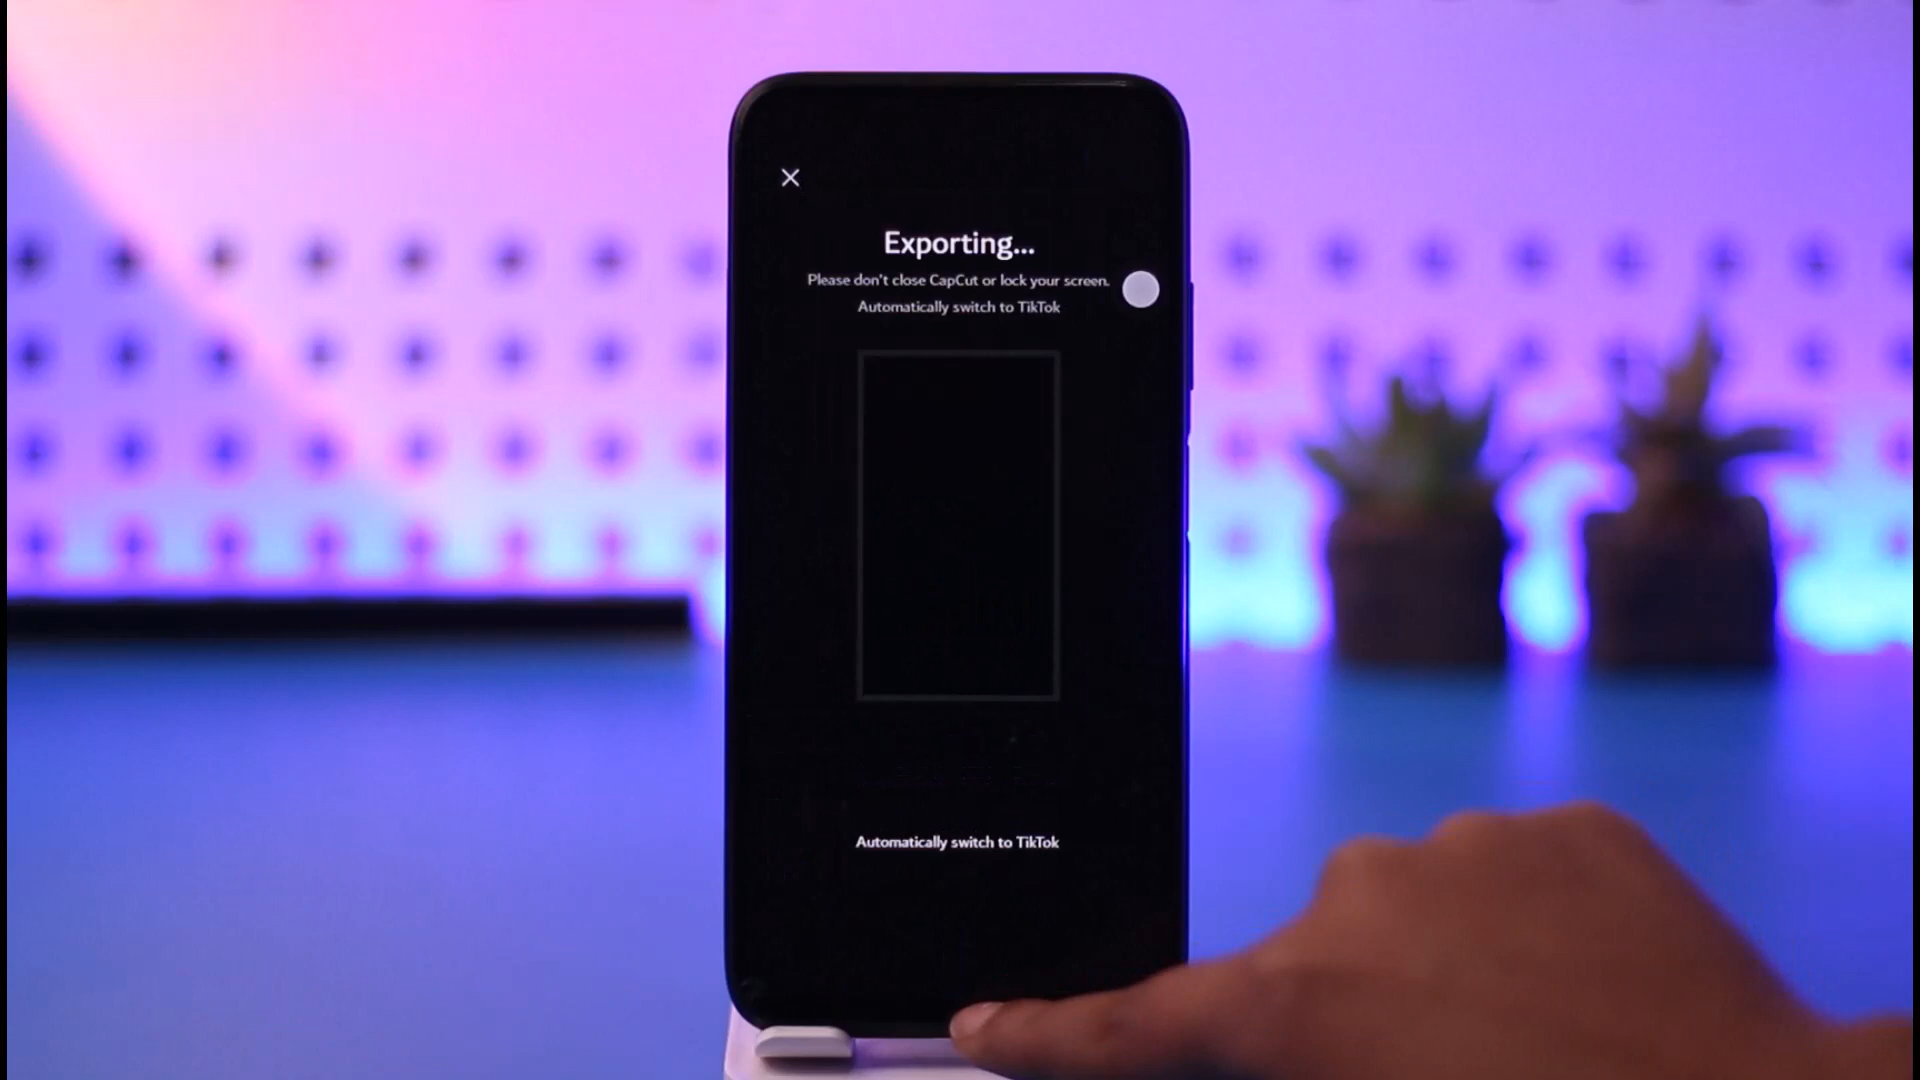 Exporting...
Please don't close CapCut or lock your screen.
Automatically switch to TikTok
Automatically switch to TikTok